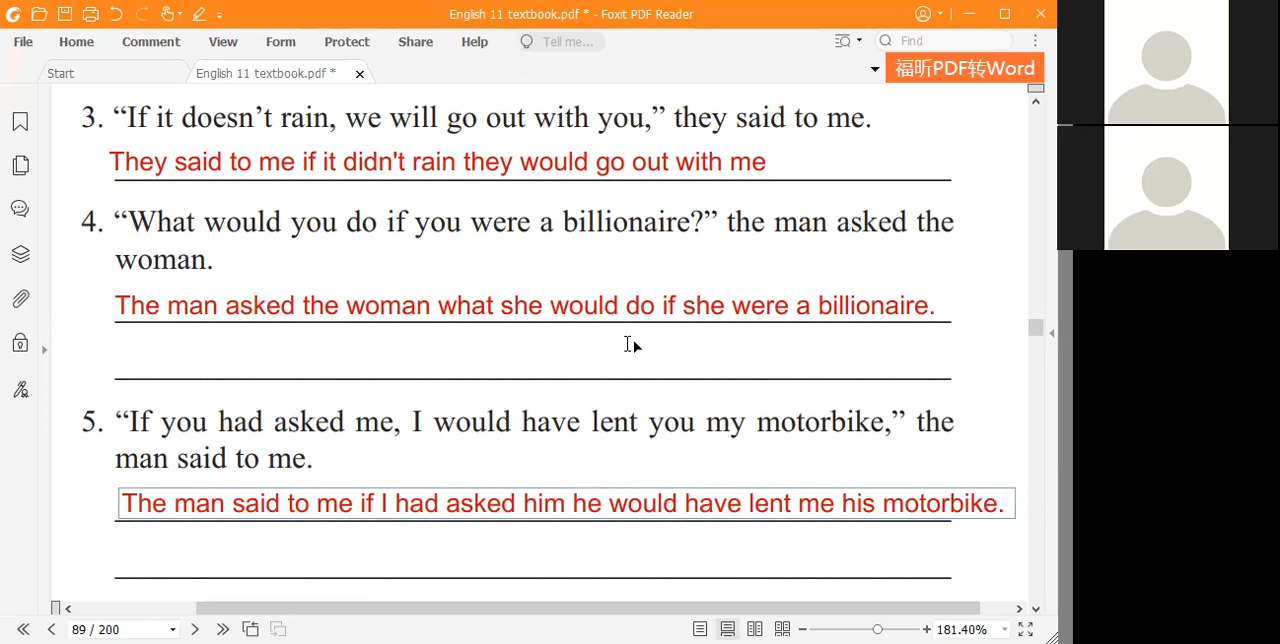 English 11 textbook.pdf * - Foxit PDF Reader
File Home Comment View Form Protect Share Help Tell me... Find
Start English 11 textbook.pdf * 福昕PDF转Word
3. “If it doesn’t rain, we will go out with you,” they said to me.
They said to me if it didn't rain they would go out with me
4. “What would you do if you were a billionaire?” the man asked the
woman.
The man asked the woman what she would do if she were a billionaire.
5. “If you had asked me, I would have lent you my motorbike,” the
man said to me.
The man said to me if I had asked him he would have lent me his motorbike.
89 / 200 181.40%